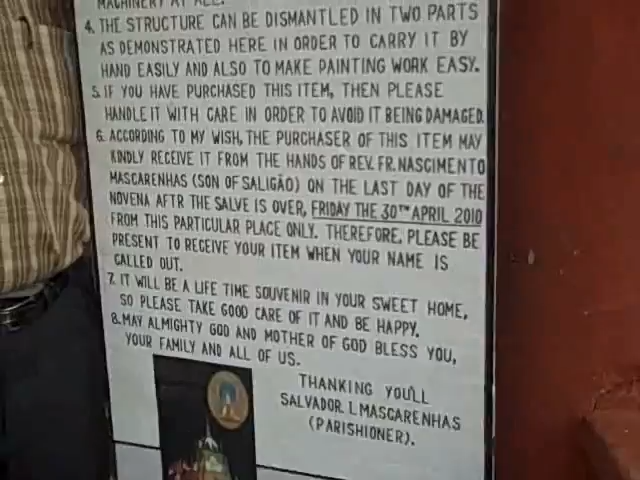 MACHINERY AT ALL.
4. THE STRUCTURE CAN BE DISMANTLED IN TWO PARTS
AS DEMONSTRATED HERE IN ORDER TO CARRY IT BY
HAND EASILY AND ALSO TO MAKE PAINTING WORK EASY.
5. IF YOU HAVE PURCHASED THIS ITEM, THEN PLEASE
HANDLE IT WITH CARE IN ORDER TO AVOID IT BEING DAMAGED.
6. ACCORDING TO MY WISH, THE PURCHASER OF THIS ITEM MAY
KINDLY RECEIVE IT FROM THE HANDS OF REV. FR. NASCIMENTO
MASCARENHAS (SON OF SALIGÃO) ON THE LAST DAY OF THE
NOVENA AFTR THE SALVE IS OVER, FRIDAY THE 30TH APRIL 2010
FROM THIS PARTICULAR PLACE ONLY. THEREFORE, PLEASE BE
PRESENT TO RECEIVE YOUR ITEM WHEN YOUR NAME IS
CALLED OUT.
7. IT WILL BE A LIFE TIME SOUVENIR IN YOUR SWEET HOME,
SO PLEASE TAKE GOOD CARE OF IT AND BE HAPPY.
8. MAY ALMIGHTY GOD AND MOTHER OF GOD BLESS YOU,
YOUR FAMILY AND ALL OF US.
THANKING YOU'LL
SALVADOR. I. MASCARENHAS
(PARISHIONER).